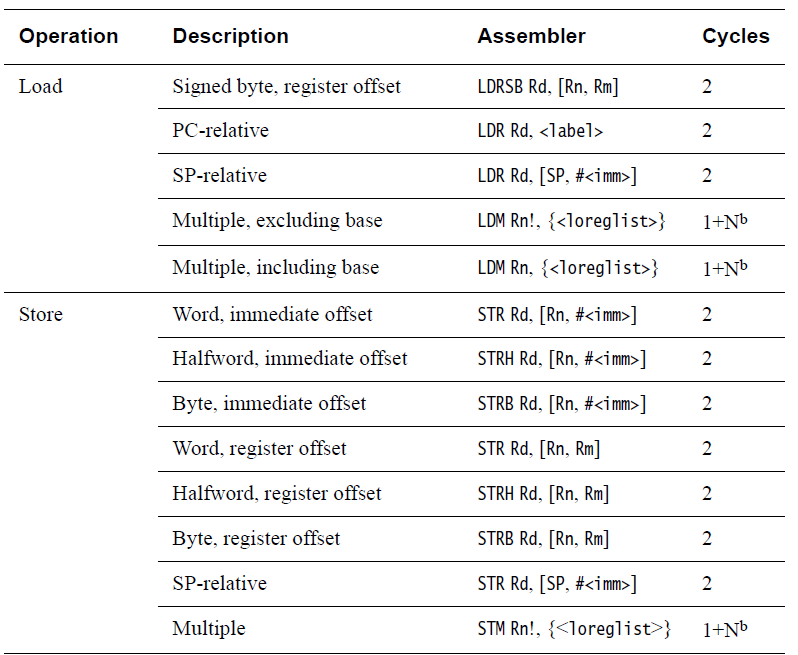 Operation Description Assembler Cycles
Load Signed byte, register offset LDRSB Rd, [Rn, Rm] 2
PC-relative LDR Rd, <label> 2
SP-relative LDR Rd, [SP, #<imm>] 2
Multiple, excluding base LDM Rn!, {<loreglist>} 1+Nᵇ
Multiple, including base LDM Rn, {<loreglist>} 1+Nᵇ
Store Word, immediate offset STR Rd, [Rn, #<imm>] 2
Halfword, immediate offset STRH Rd, [Rn, #<imm>] 2
Byte, immediate offset STRB Rd, [Rn, #<imm>] 2
Word, register offset STR Rd, [Rn, Rm] 2
Halfword, register offset STRH Rd, [Rn, Rm] 2
Byte, register offset STRB Rd, [Rn, Rm] 2
SP-relative STR Rd, [SP, #<imm>] 2
Multiple STM Rn!, {<loreglist>} 1+Nᵇ